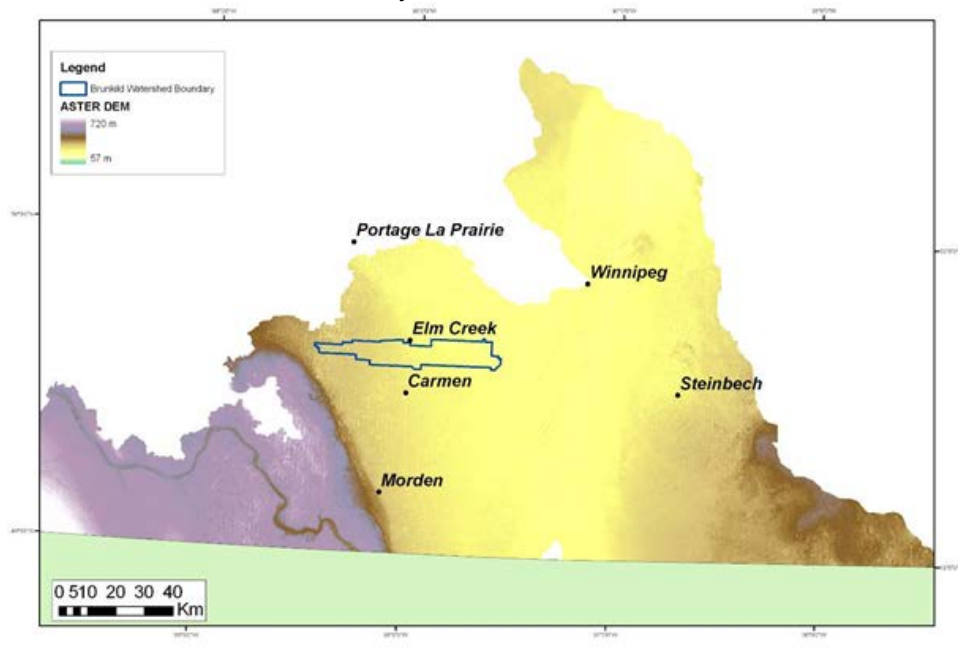 Legend
Brunkild Watershed Boundary
ASTER DEM
720 m
57 m
Portage La Prairie
Winnipeg
Elm Creek
Carmen
Steinbech
Morden
0 510 20 30 40
Km